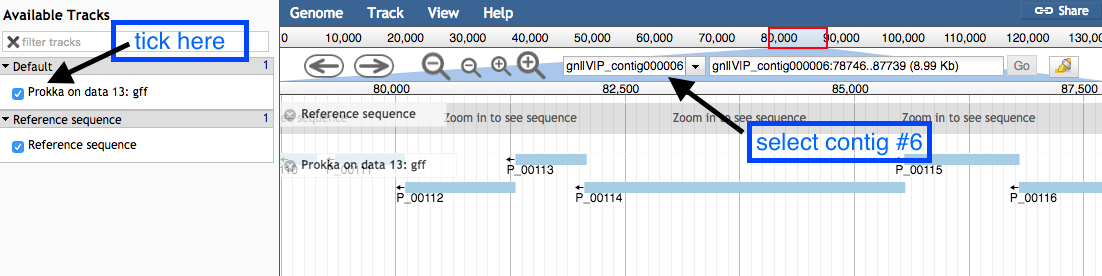 Available Tracks
filter tracks
tick here
Default 1
Prokka on data 13: gff
Reference sequence 1
Reference sequence
Genome Track View Help Share
0 10,000 20,000 30,000 40,000 50,000 60,000 70,000 80,000 90,000 100,000 110,000 120,000 130,00
gnl|VIP_contig000006 gnl|VIP_contig000006:78746..87739 (8.99 Kb) Go
80,000 82,500 85,000 87,500
Reference sequence Zoom in to see sequence Zoom in to see sequence Zoom in to see sequence
select contig #6
Prokka on data 13: gff
P_00113 P_00115
P_00112 P_00114 P_00116